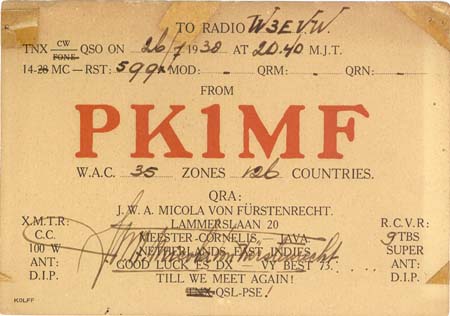 TO RADIO W3EVW.
TNX CW FONE QSO ON 26/7 1938 AT 20.40 M.J.T.
14-28 MC — RST: 599x MOD: - QRM: - QRN: -
FROM
PK1MF
W.A.C. 35 ZONES 126 COUNTRIES.
QRA:
J. W. A. MICOLA VON FÜRSTENRECHT.
LAMMERSLAAN 20
MEESTER-CORNELIS, JAVA
NETHERLANDS EAST INDIES
GOOD LUCK ES DX — VY BEST 73
TILL WE MEET AGAIN!
TNX QSL-PSE!
X.M.T.R:
C.C.
100 W
ANT:
D.I.P.
R.C.V.R:
9 TBS
SUPER
ANT:
D.I.P.
KOLFF